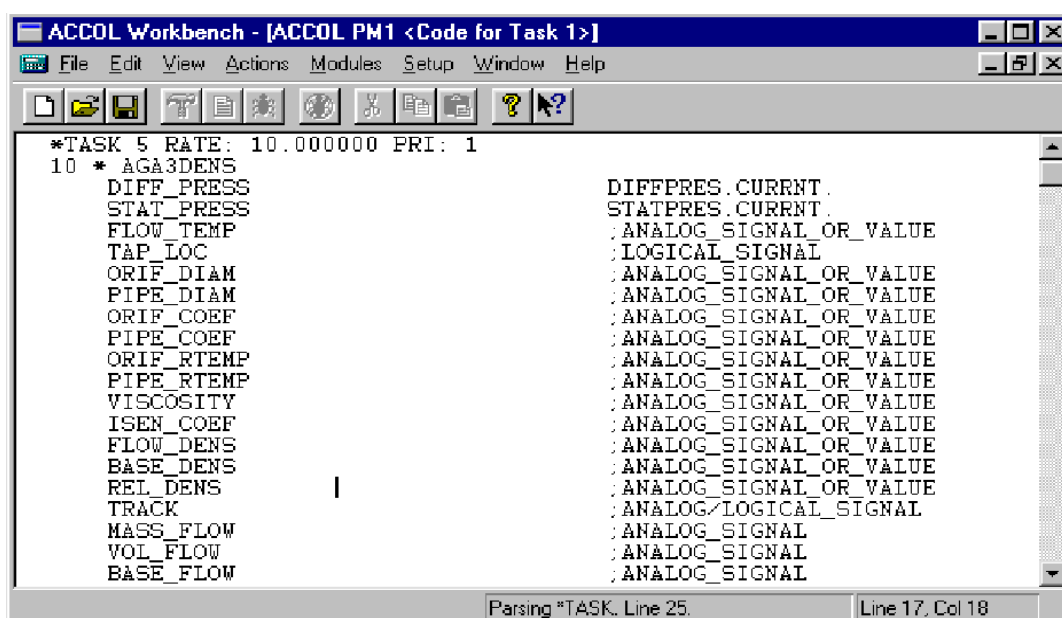 ACCOL Workbench - [ACCOL PM1 <Code for Task 1>]
File Edit View Actions Modules Setup Window Help
*TASK 5 RATE: 10.000000 PRI: 1
10 * AGA3DENS
DIFF_PRESS DIFFPRES.CURRNT.
STAT_PRESS STATPRES.CURRNT.
FLOW_TEMP ;ANALOG_SIGNAL_OR_VALUE
TAP_LOC ;LOGICAL_SIGNAL
ORIF_DIAM ;ANALOG_SIGNAL_OR_VALUE
PIPE_DIAM ;ANALOG_SIGNAL_OR_VALUE
ORIF_COEF ;ANALOG_SIGNAL_OR_VALUE
PIPE_COEF ;ANALOG_SIGNAL_OR_VALUE
ORIF_RTEMP ;ANALOG_SIGNAL_OR_VALUE
PIPE_RTEMP ;ANALOG_SIGNAL_OR_VALUE
VISCOSITY ;ANALOG_SIGNAL_OR_VALUE
ISEN_COEF ;ANALOG_SIGNAL_OR_VALUE
FLOW_DENS ;ANALOG_SIGNAL_OR_VALUE
BASE_DENS ;ANALOG_SIGNAL_OR_VALUE
REL_DENS ;ANALOG_SIGNAL_OR_VALUE
TRACK ;ANALOG/LOGICAL_SIGNAL
MASS_FLOW ;ANALOG_SIGNAL
VOL_FLOW ;ANALOG_SIGNAL
BASE_FLOW ;ANALOG_SIGNAL
Parsing *TASK. Line 25. Line 17, Col 18